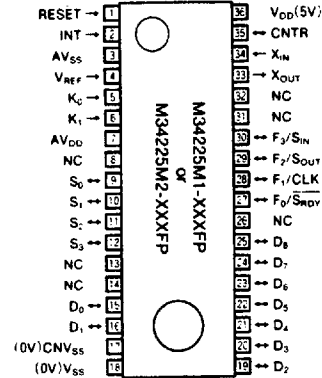 RESET → 1
INT → 2
AVSS 3
VREF → 4
K0 → 5
K1 → 6
AVDD 7
NC 8
S0 ↔ 9
S1 ↔ 10
S2 ↔ 11
S3 ↔ 12
NC 13
NC 14
D0 ↔ 15
D1 ↔ 16
(0V)CNVSS 17
(0V)VSS 18
M34225M1-XXXFP
or
M34225M2-XXXFP
36 VDD(5V)
35 ↔ CNTR
34 ← XIN
33 → XOUT
32 NC
31 NC
30 ↔ F3/SIN
29 ↔ F2/SOUT
28 ↔ F1/CLK
27 ↔ F0/SRDY
26 NC
25 ↔ D8
24 ↔ D7
23 ↔ D6
22 ↔ D5
21 ↔ D4
20 ↔ D3
19 ↔ D2